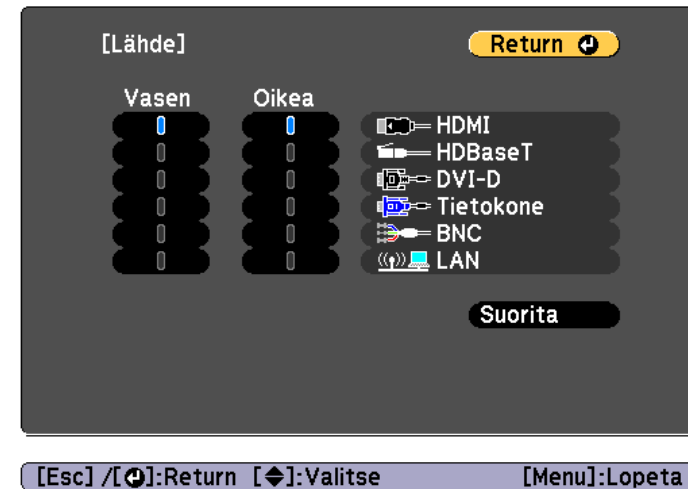 [Lähde]
Return
Vasen Oikea
HDMI
HDBaseT
DVI-D
Tietokone
BNC
LAN
Suorita
[Esc] /[⏎]:Return [◆]:Valitse [Menu]:Lopeta